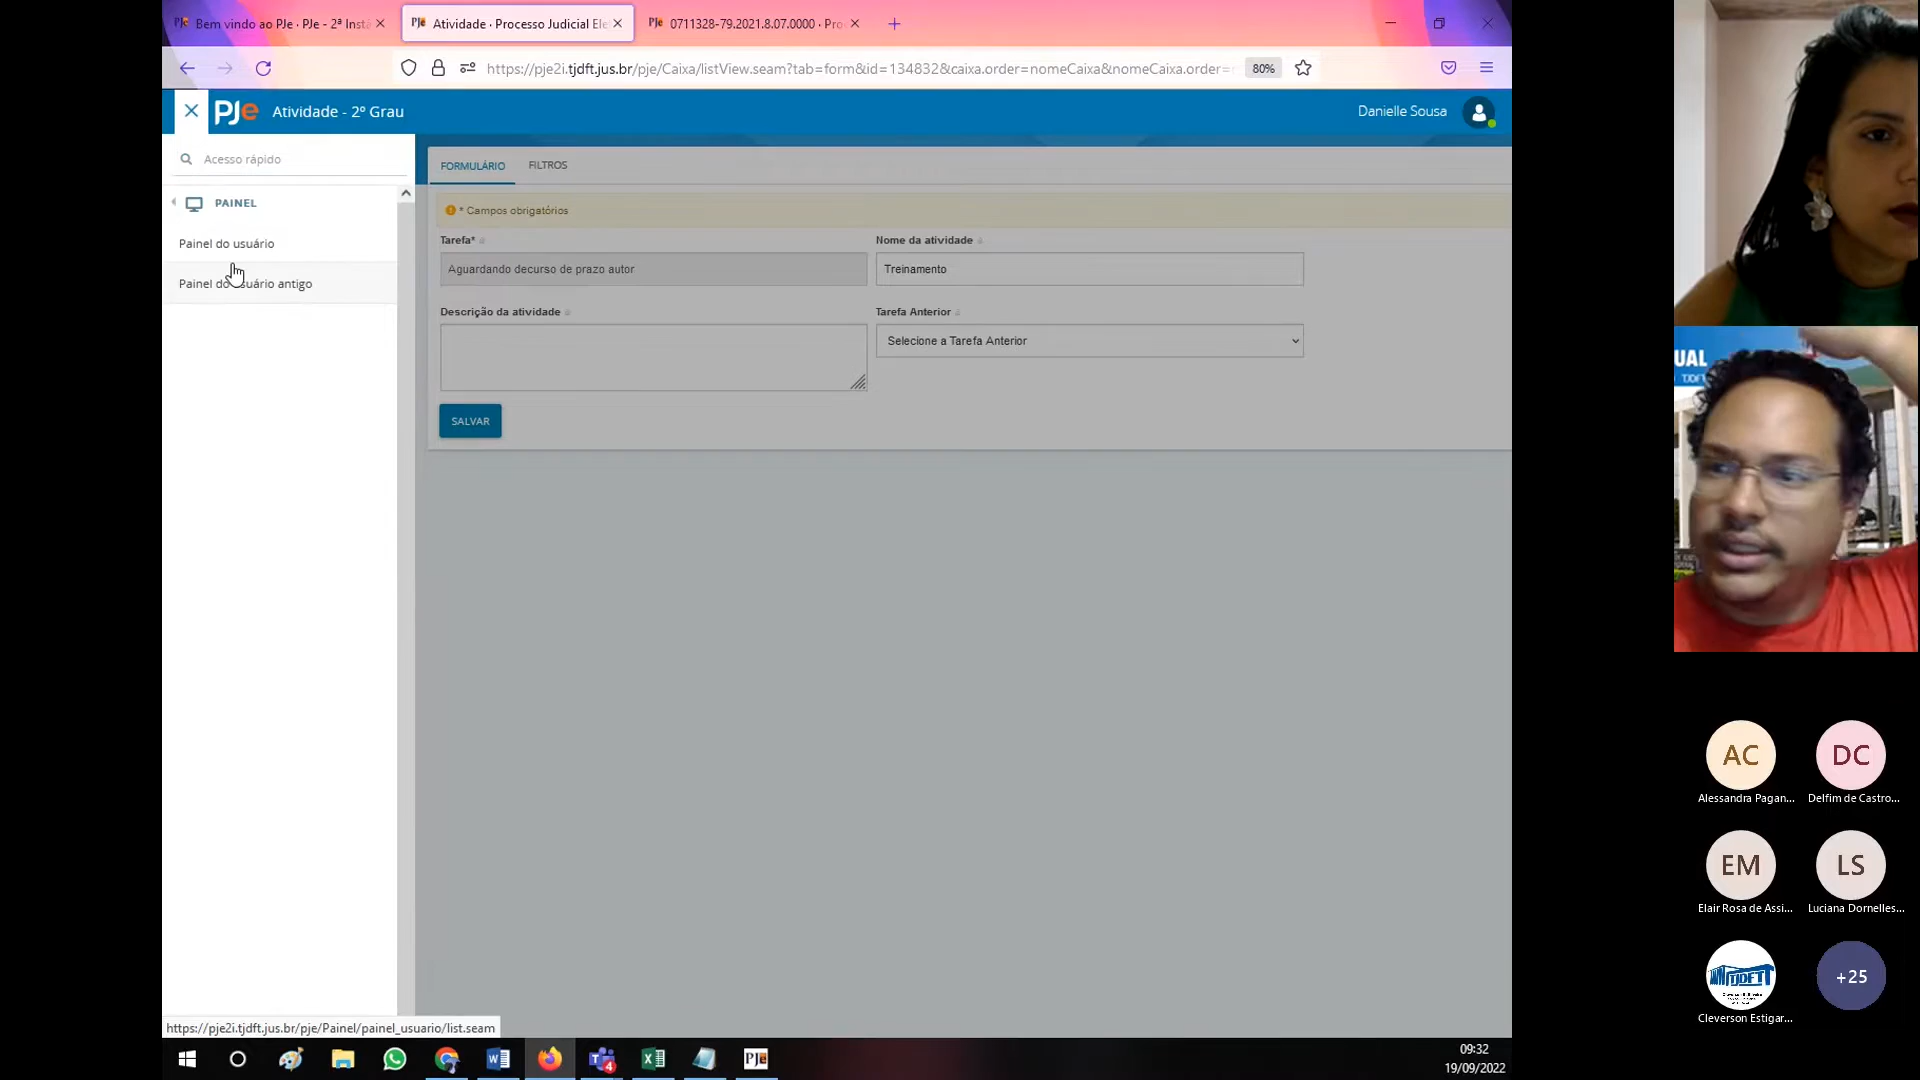 Bem vindo ao PJe · PJe - 2ª Instâ
Atividade · Processo Judicial Ele
0711328-79.2021.8.07.0000 · Pro
https://pje2i.tjdft.jus.br/pje/Caixa/listView.seam?tab=form&id=134832&caixa.order=nomeCaixa&nomeCaixa.order=
80%
PJe
Atividade - 2º Grau
Danielle Sousa
Acesso rápido
PAINEL
Painel do usuário
Painel do usuário antigo
FORMULÁRIO
FILTROS
* Campos obrigatórios
Tarefa*
Nome da atividade
Aguardando decurso de prazo autor
Treinamento
Descrição da atividade
Tarefa Anterior
Selecione a Tarefa Anterior
SALVAR
https://pje2i.tjdft.jus.br/pje/Painel/painel_usuario/list.seam
09:32
19/09/2022
4
PJe
UAL
TJDFT
AC
DC
Alessandra Pagan...
Delfim de Castro...
EM
LS
Elair Rosa de Assi...
Luciana Dornelles...
TJDFT
+25
Cleverson Estigar...